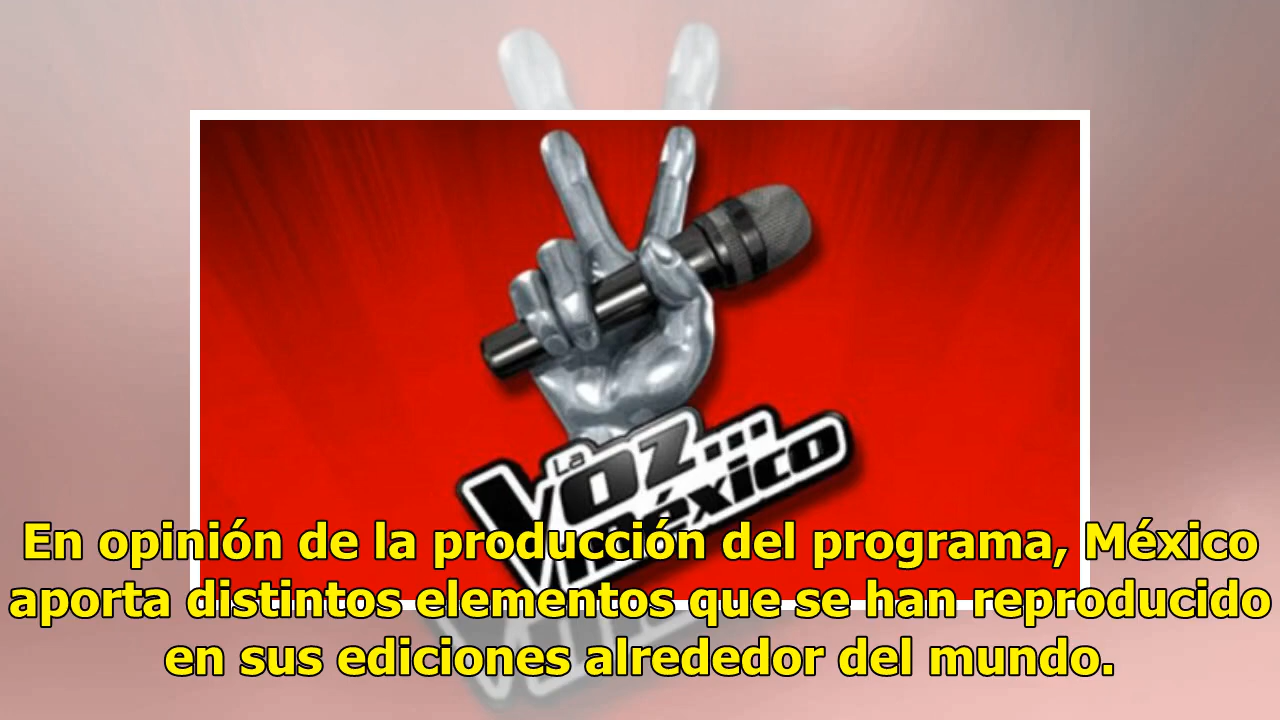 La
Voz...
méxico
En opinión de la producción del programa, México
aporta distintos elementos que se han reproducido
en sus ediciones alrededor del mundo.